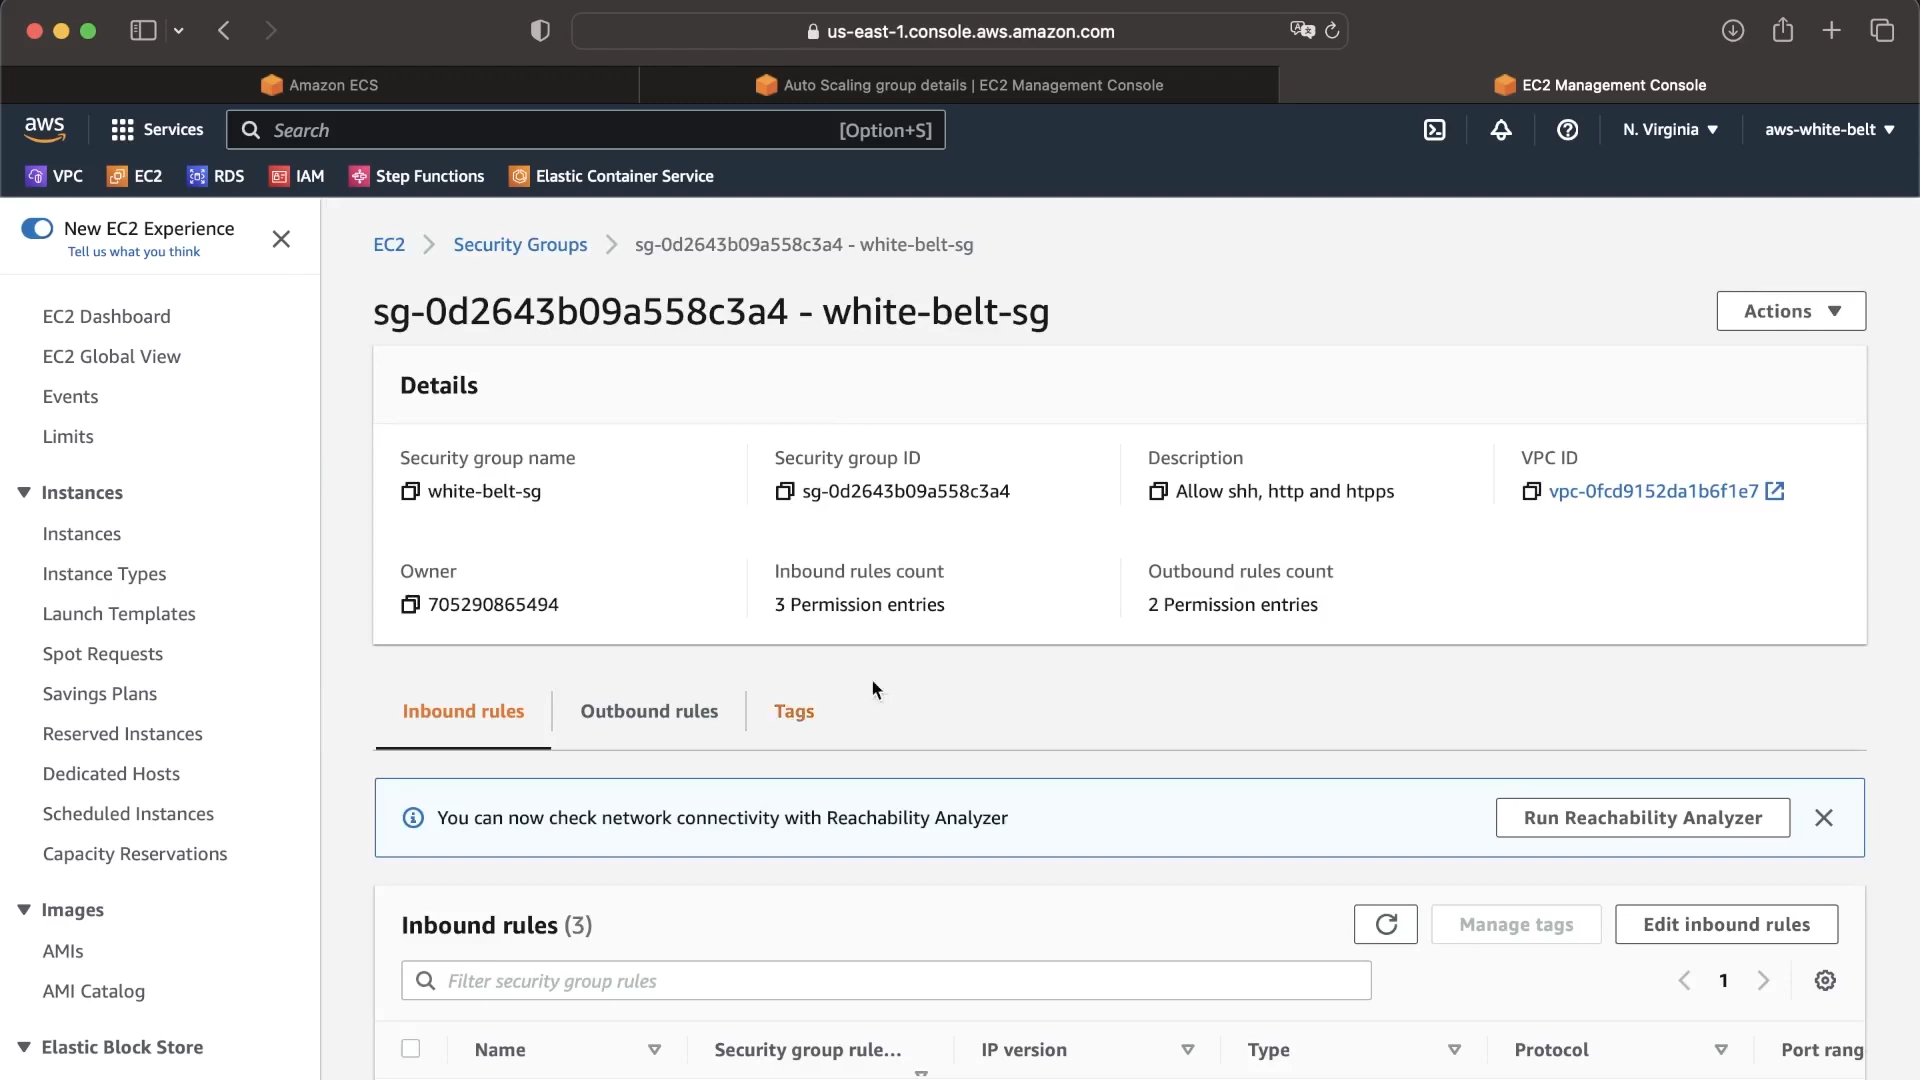 us-east-1.console.aws.amazon.com
Amazon ECS
Auto Scaling group details | EC2 Management Console
EC2 Management Console
aws
Services
Search
[Option+S]
N. Virginia
aws-white-belt
VPC
EC2
RDS
IAM
Step Functions
Elastic Container Service
New EC2 Experience
Tell us what you think
EC2 Dashboard
EC2 Global View
Events
Limits
Instances
Instances
Instance Types
Launch Templates
Spot Requests
Savings Plans
Reserved Instances
Dedicated Hosts
Scheduled Instances
Capacity Reservations
Images
AMIs
AMI Catalog
Elastic Block Store
EC2 > Security Groups > sg-0d2643b09a558c3a4 - white-belt-sg
sg-0d2643b09a558c3a4 - white-belt-sg
Actions
Details
Security group name
white-belt-sg
Security group ID
sg-0d2643b09a558c3a4
Description
Allow shh, http and htpps
VPC ID
vpc-0fcd9152da1b6f1e7
Owner
705290865494
Inbound rules count
3 Permission entries
Outbound rules count
2 Permission entries
Inbound rules
Outbound rules
Tags
You can now check network connectivity with Reachability Analyzer
Run Reachability Analyzer
Inbound rules (3)
Manage tags
Edit inbound rules
Filter security group rules
1
Name
Security group rule...
IP version
Type
Protocol
Port rang